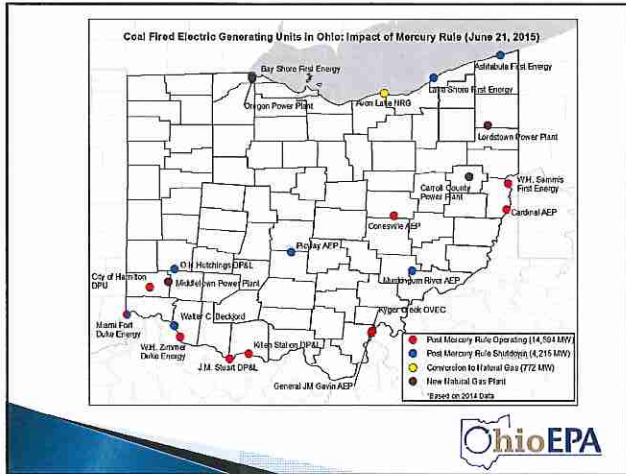 Coal Fired Electric Generating Units in Ohio: Impact of Mercury Rule (June 21, 2015)
Ashtabula First Energy
Bay Shore First Energy
Lake Shore First Energy
Oregon Power Plant
Avon Lake NRG
Lordstown Power Plant
W.H. Sammis
First Energy
Carroll County
Power Plant
Cardinal AEP
Conesville AEP
Picway AEP
O H Hutchings DP&L
City of Hamilton
DPU
Middletown Power Plant
Muskingum River AEP
Walter C Beckjord
Miami Fort
Duke Energy
Kyger Creek OVEC
W.H. Zimmer
Duke Energy
Killen Station DP&L
J.M. Stuart DP&L
General JM Gavin AEP
Post Mercury Rule Operating (14,594 MW)
Post Mercury Rule Shutdown (4,215 MW)
Conversion to Natural Gas (772 MW)
New Natural Gas Plant
*Based on 2014 Data
OhioEPA